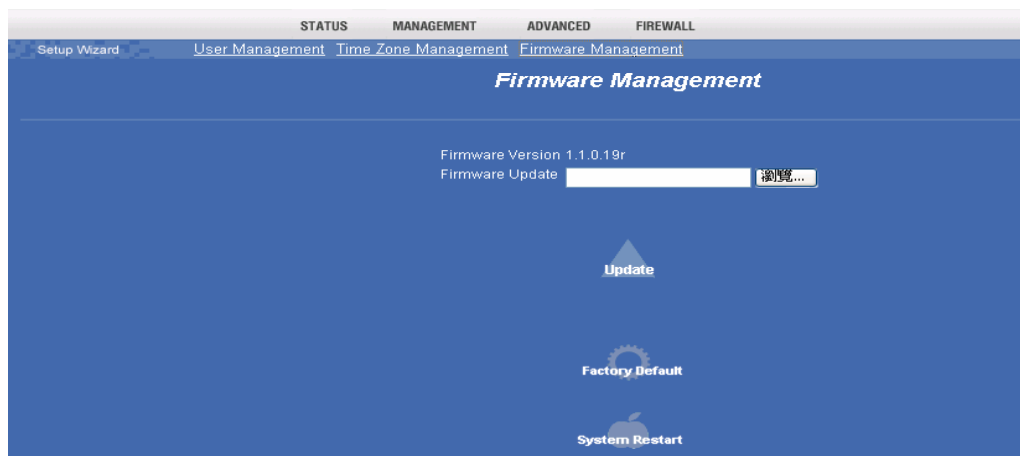 STATUS MANAGEMENT ADVANCED FIREWALL
Setup Wizard User Management Time Zone Management Firmware Management
Firmware Management
Firmware Version 1.1.0.19r
Firmware Update 瀏覽...
Update
Factory Default
System Restart